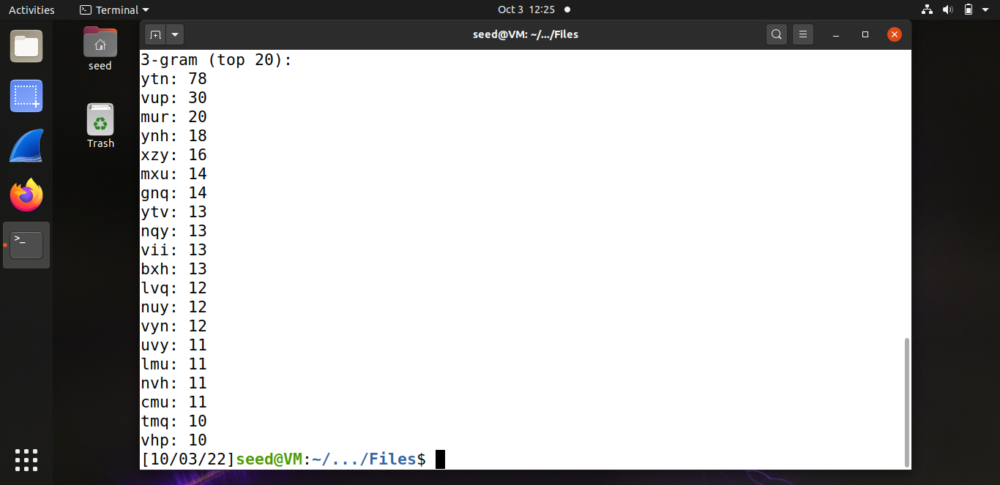 Activities
Terminal
Oct 3 12:25
seed
Trash
seed@VM: ~/.../Files
3-gram (top 20):
ytn: 78
vup: 30
mur: 20
ynh: 18
xzy: 16
mxu: 14
gnq: 14
ytv: 13
nqy: 13
vii: 13
bxh: 13
lvq: 12
nuy: 12
vyn: 12
uvy: 11
lmu: 11
nvh: 11
cmu: 11
tmq: 10
vhp: 10
[10/03/22]seed@VM:~/.../Files$